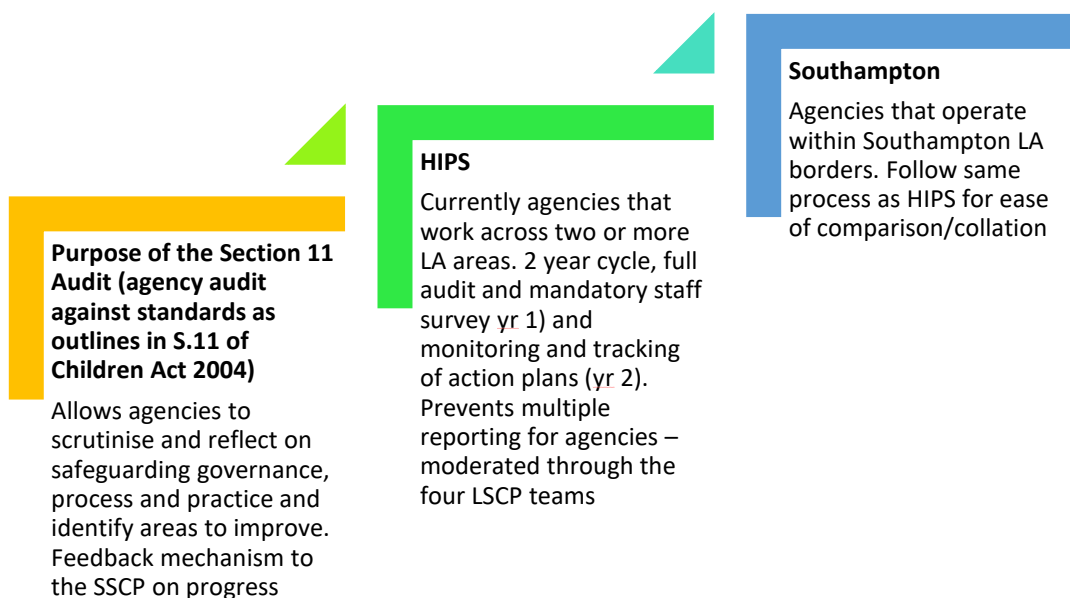 Purpose of the Section 11
Audit (agency audit
against standards as
outlines in S.11 of
Children Act 2004)
Allows agencies to
scrutinise and reflect on
safeguarding governance,
process and practice and
identify areas to improve.
Feedback mechanism to
the SSCP on progress
HIPS
Currently agencies that
work across two or more
LA areas. 2 year cycle, full
audit and mandatory staff
survey yr 1) and
monitoring and tracking
of action plans (yr 2).
Prevents multiple
reporting for agencies –
moderated through the
four LSCP teams
Southampton
Agencies that operate
within Southampton LA
borders. Follow same
process as HIPS for ease
of comparison/collation